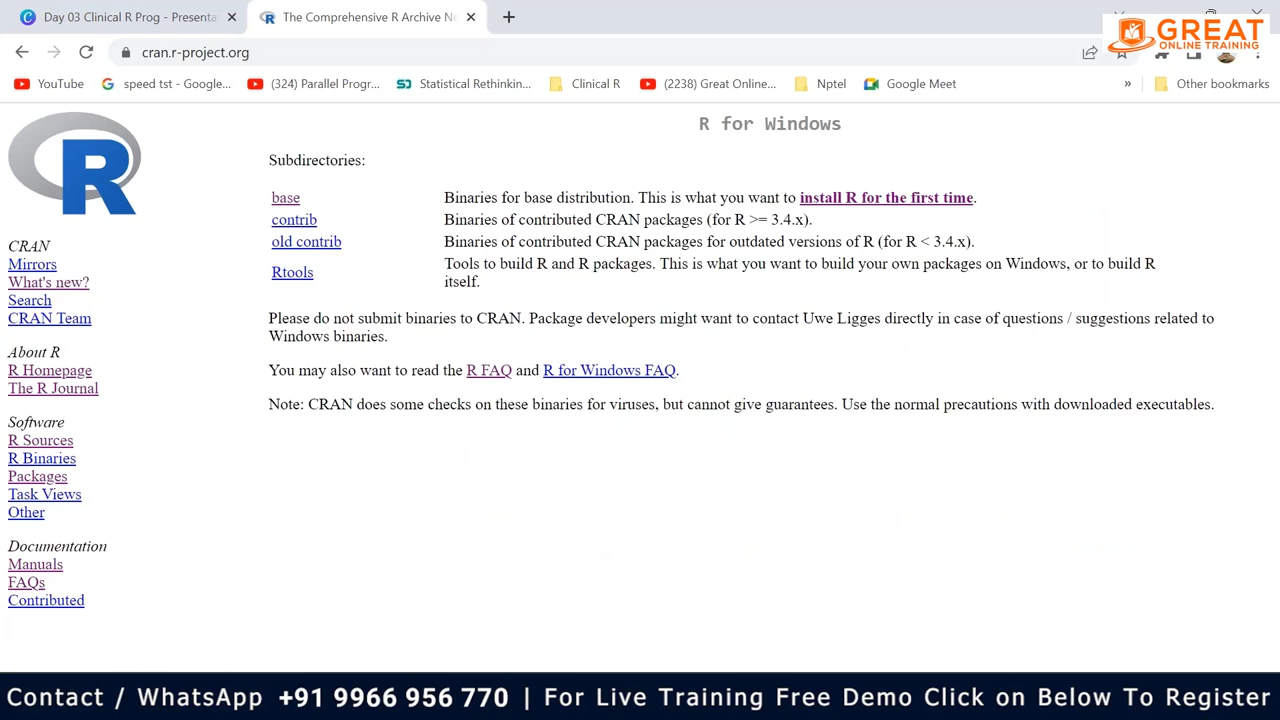 Day 03 Clinical R Prog - Presenta
The Comprehensive R Archive Ne
GREAT
ONLINE TRAINING
cran.r-project.org
YouTube
speed tst - Google...
(324) Parallel Progr...
Statistical Rethinkin...
Clinical R
(2238) Great Online...
Nptel
Google Meet
»
Other bookmarks
R for Windows
Subdirectories:
base Binaries for base distribution. This is what you want to install R for the first time.
contrib Binaries of contributed CRAN packages (for R >= 3.4.x).
old contrib Binaries of contributed CRAN packages for outdated versions of R (for R < 3.4.x).
Rtools Tools to build R and R packages. This is what you want to build your own packages on Windows, or to build R
itself.
Please do not submit binaries to CRAN. Package developers might want to contact Uwe Ligges directly in case of questions / suggestions related to
Windows binaries.
You may also want to read the R FAQ and R for Windows FAQ.
Note: CRAN does some checks on these binaries for viruses, but cannot give guarantees. Use the normal precautions with downloaded executables.
R
CRAN
Mirrors
What's new?
Search
CRAN Team
About R
R Homepage
The R Journal
Software
R Sources
R Binaries
Packages
Task Views
Other
Documentation
Manuals
FAQs
Contributed
Contact / WhatsApp +91 9966 956 770 | For Live Training Free Demo Click on Below To Register